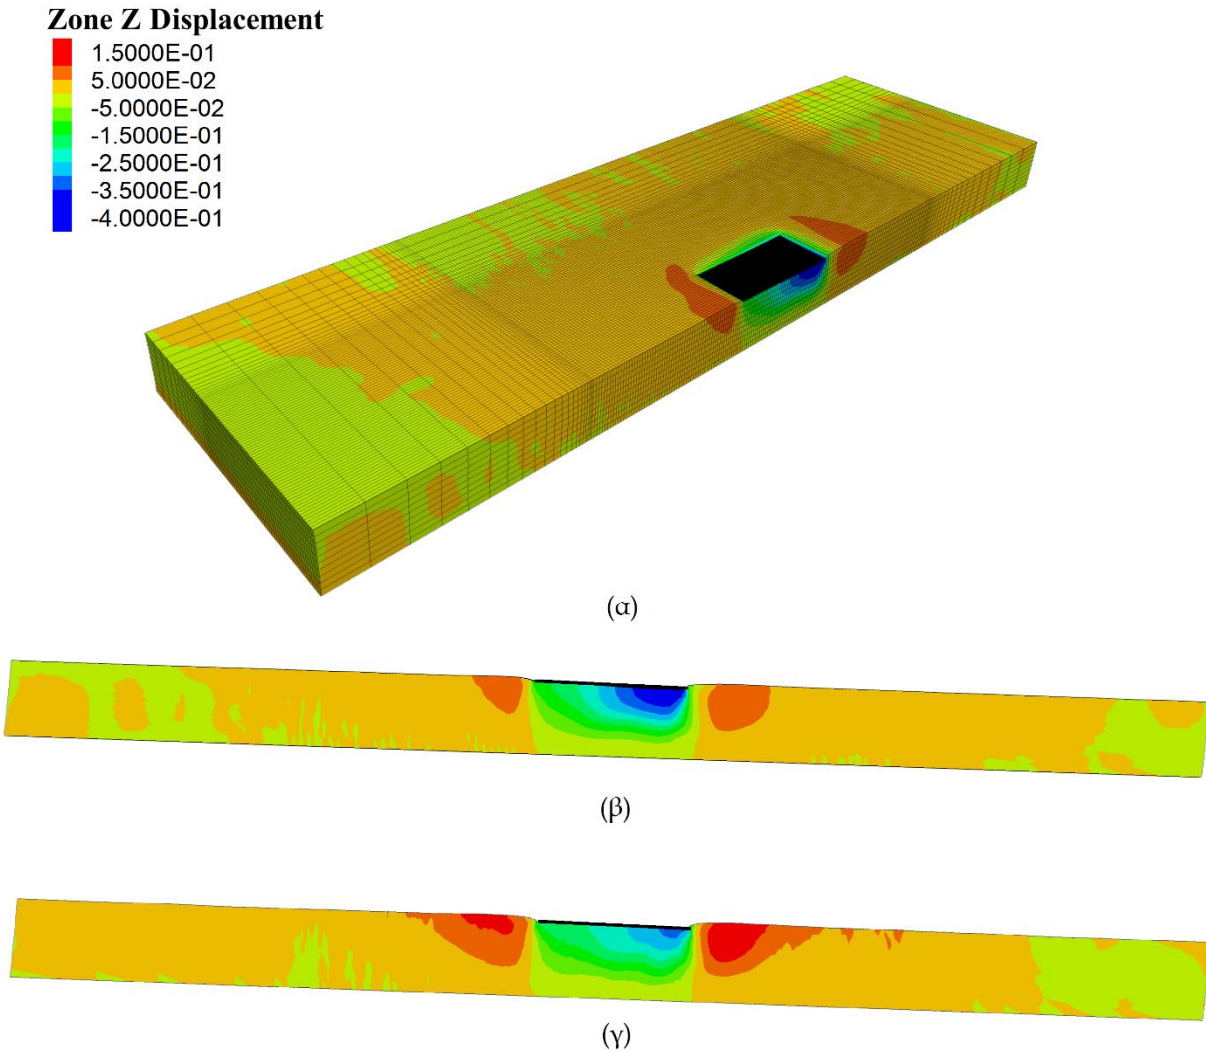 Zone Z Displacement
1.5000E-01
5.0000E-02
-5.0000E-02
-1.5000E-01
-2.5000E-01
-3.5000E-01
-4.0000E-01
(α)
(β)
(γ)